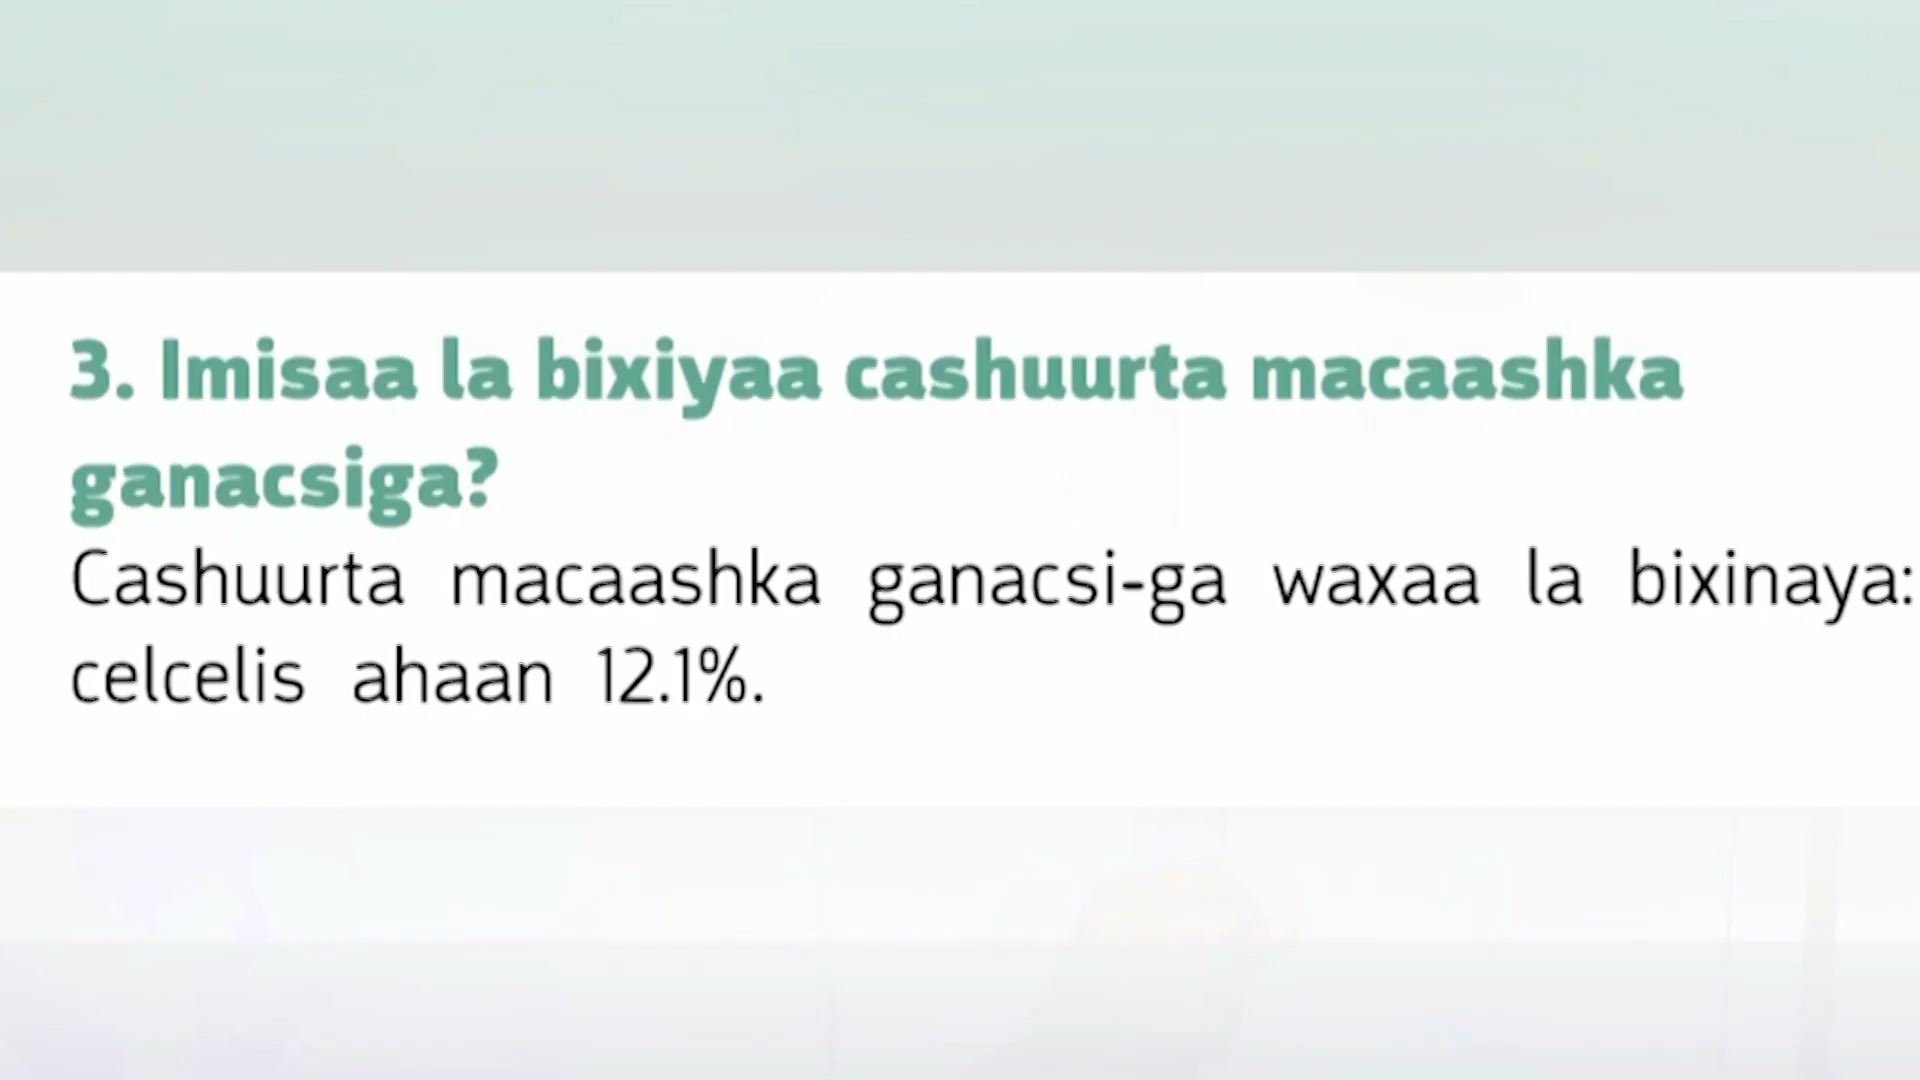 3. Imisaa la bixiyaa cashuurta macaashka
ganacsiga?
Cashuurta macaashka ganacsi-ga waxaa la bixinaya:
celcelis ahaan 12.1%.